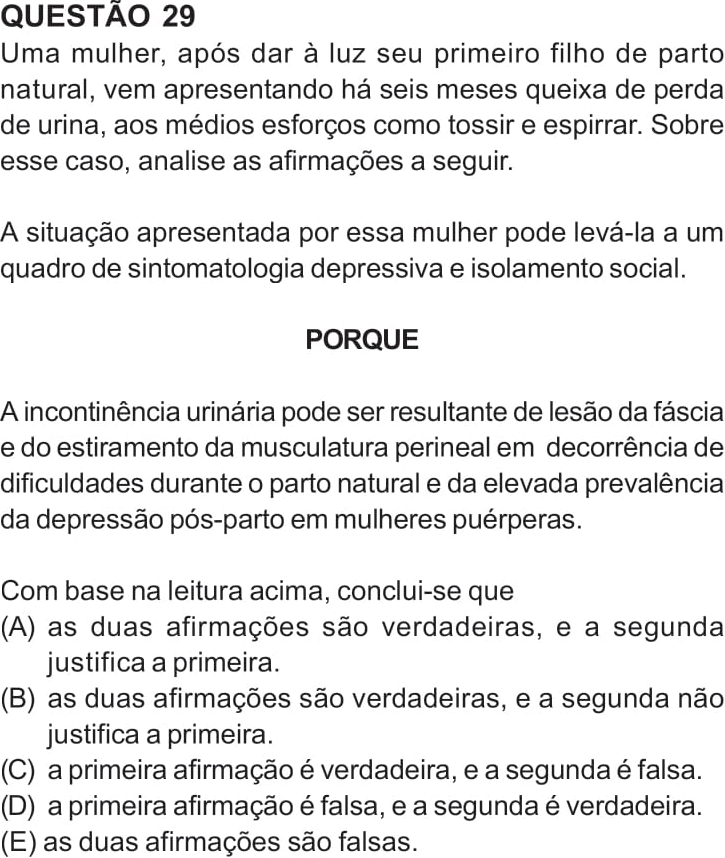 QUESTÃO 29
Uma mulher, após dar à luz seu primeiro filho de parto
natural, vem apresentando há seis meses queixa de perda
de urina, aos médios esforços como tossir e espirrar. Sobre
esse caso, analise as afirmações a seguir.
A situação apresentada por essa mulher pode levá-la a um
quadro de sintomatologia depressiva e isolamento social.
PORQUE
A incontinência urinária pode ser resultante de lesão da fáscia
e do estiramento da musculatura perineal em decorrência de
dificuldades durante o parto natural e da elevada prevalência
da depressão pós-parto em mulheres puérperas.
Com base na leitura acima, conclui-se que
(A) as duas afirmações são verdadeiras, e a segunda
justifica a primeira.
(B) as duas afirmações são verdadeiras, e a segunda não
justifica a primeira.
(C) a primeira afirmação é verdadeira, e a segunda é falsa.
(D) a primeira afirmação é falsa, e a segunda é verdadeira.
(E) as duas afirmações são falsas.